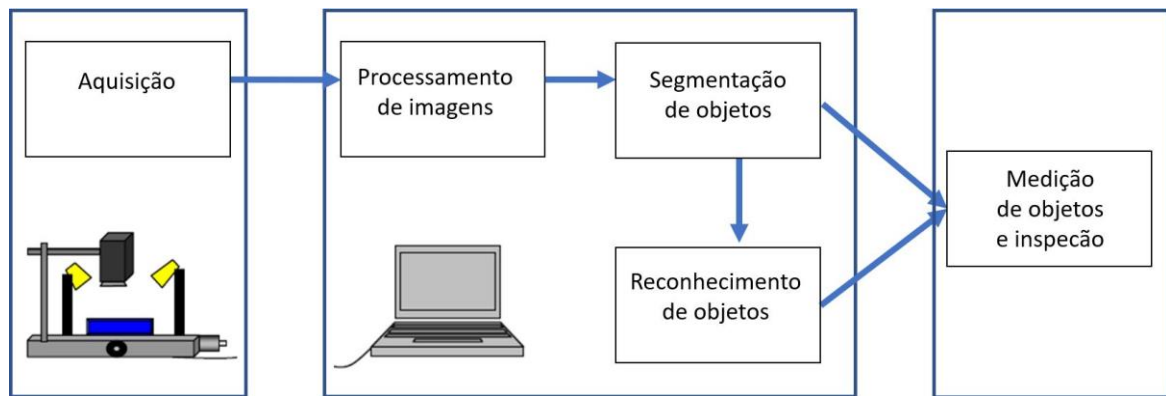 Aquisição
Processamento
de imagens
Segmentação
de objetos
Reconhecimento
de objetos
Medição
de objetos
e inspecão